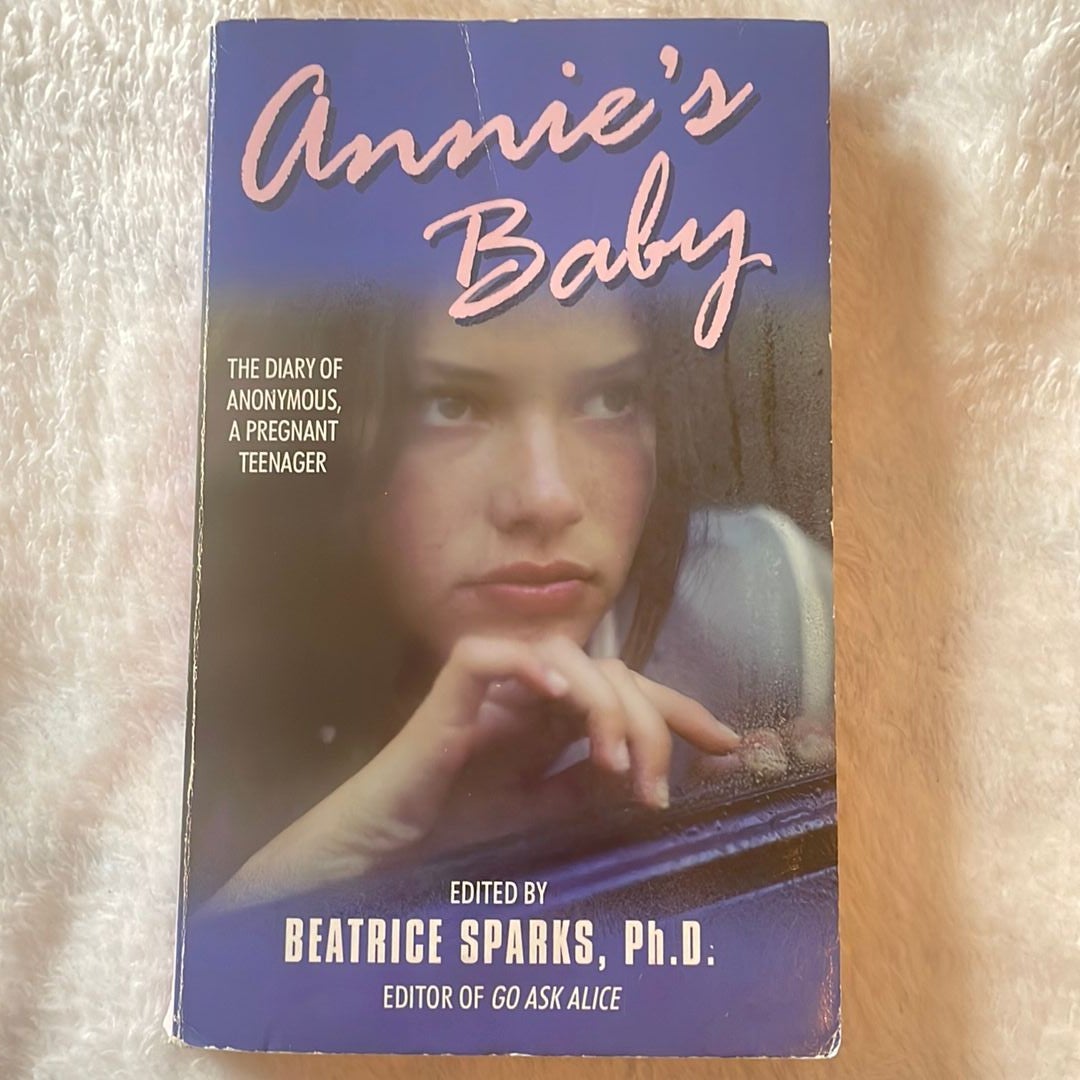 Annie's
Baby
THE DIARY OF
ANONYMOUS,
A PREGNANT
TEENAGER
EDITED BY
BEATRICE SPARKS, Ph.D.
EDITOR OF GO ASK ALICE